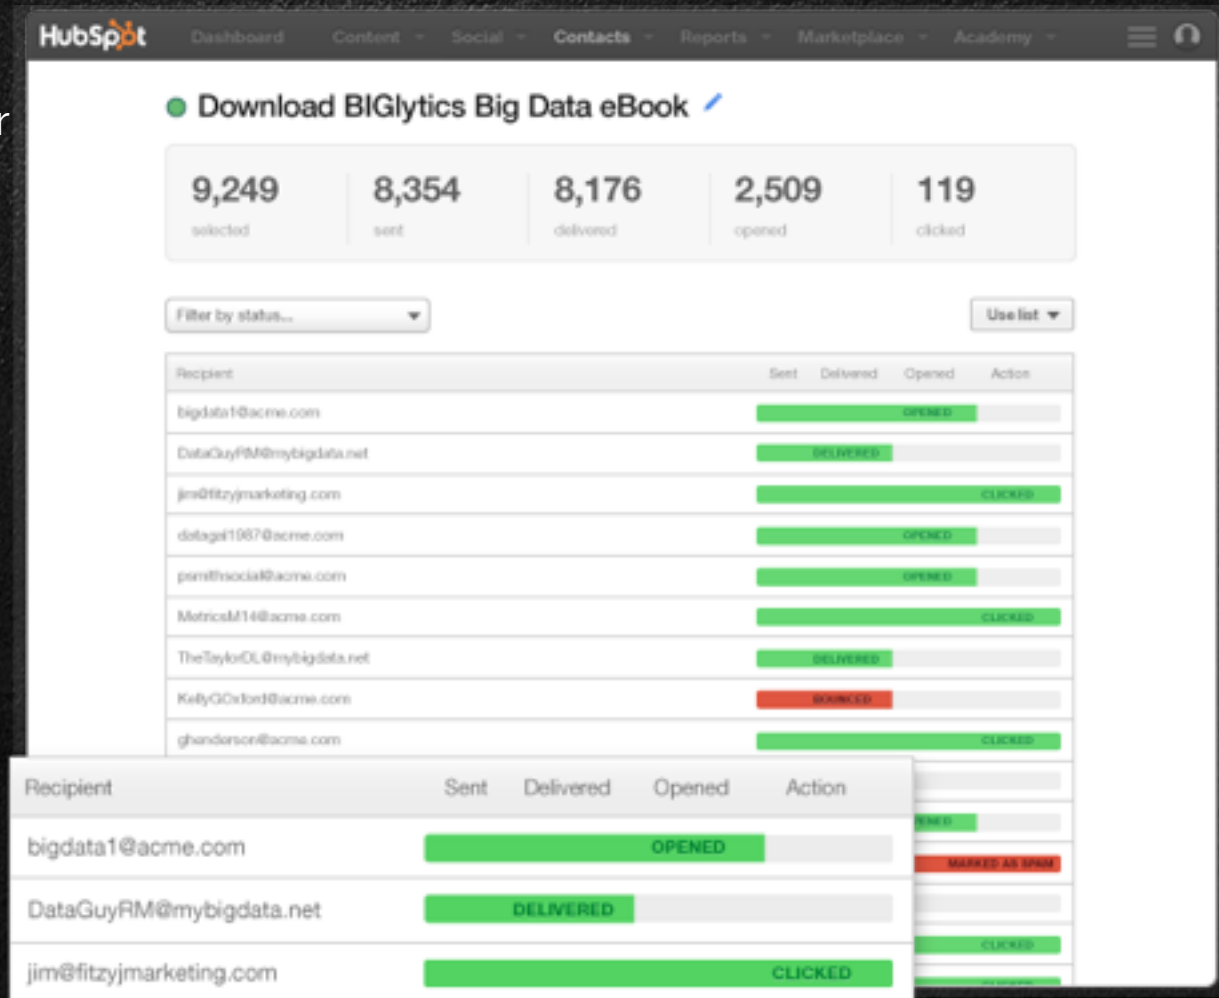 r
HubSpot Dashboard Content Social Contacts Reports Marketplace Academy
Download BIGlytics Big Data eBook
9,249 8,354 8,176 2,509 119
selected sent delivered opened clicked
Filter by status... Use list
Recipient Sent Delivered Opened Action
bigdata1@acme.com OPENED
DataGuyRM@mybigdata.net DELIVERED
jim@fitzyjmarketing.com CLICKED
datagal1987@acme.com OPENED
psmithsocial@acme.com OPENED
MetricsM14@acme.com CLICKED
TheTaylorDL@mybigdata.net DELIVERED
KellyGOxford@acme.com BOUNCED
ghenderson@acme.com CLICKED
MARKED AS SPAM
CLICKED
Recipient Sent Delivered Opened Action
bigdata1@acme.com OPENED
DataGuyRM@mybigdata.net DELIVERED
jim@fitzyjmarketing.com CLICKED